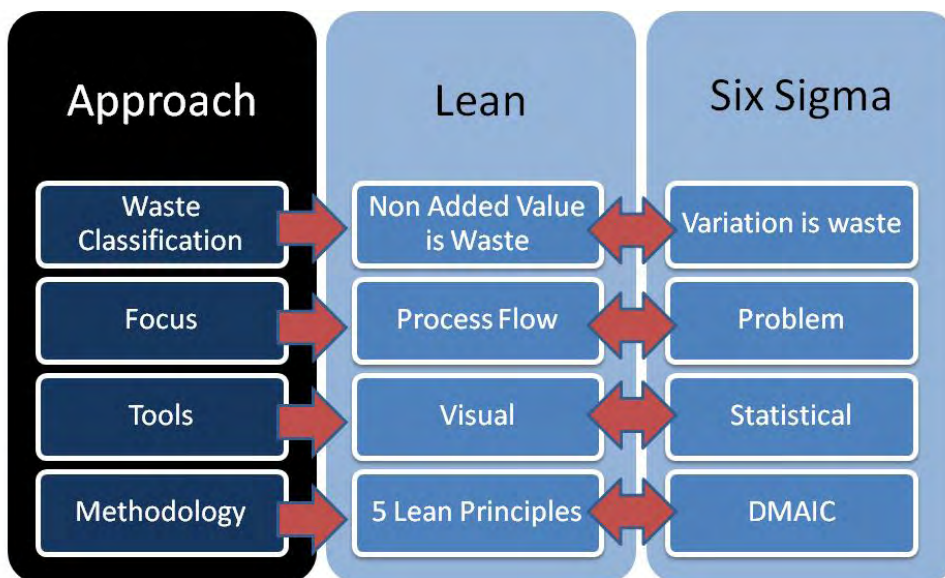 Approach
Lean
Six Sigma
Waste
Classification
Non Added Value
is Waste
Variation is waste
Focus
Process Flow
Problem
Tools
Visual
Statistical
Methodology
5 Lean Principles
DMAIC